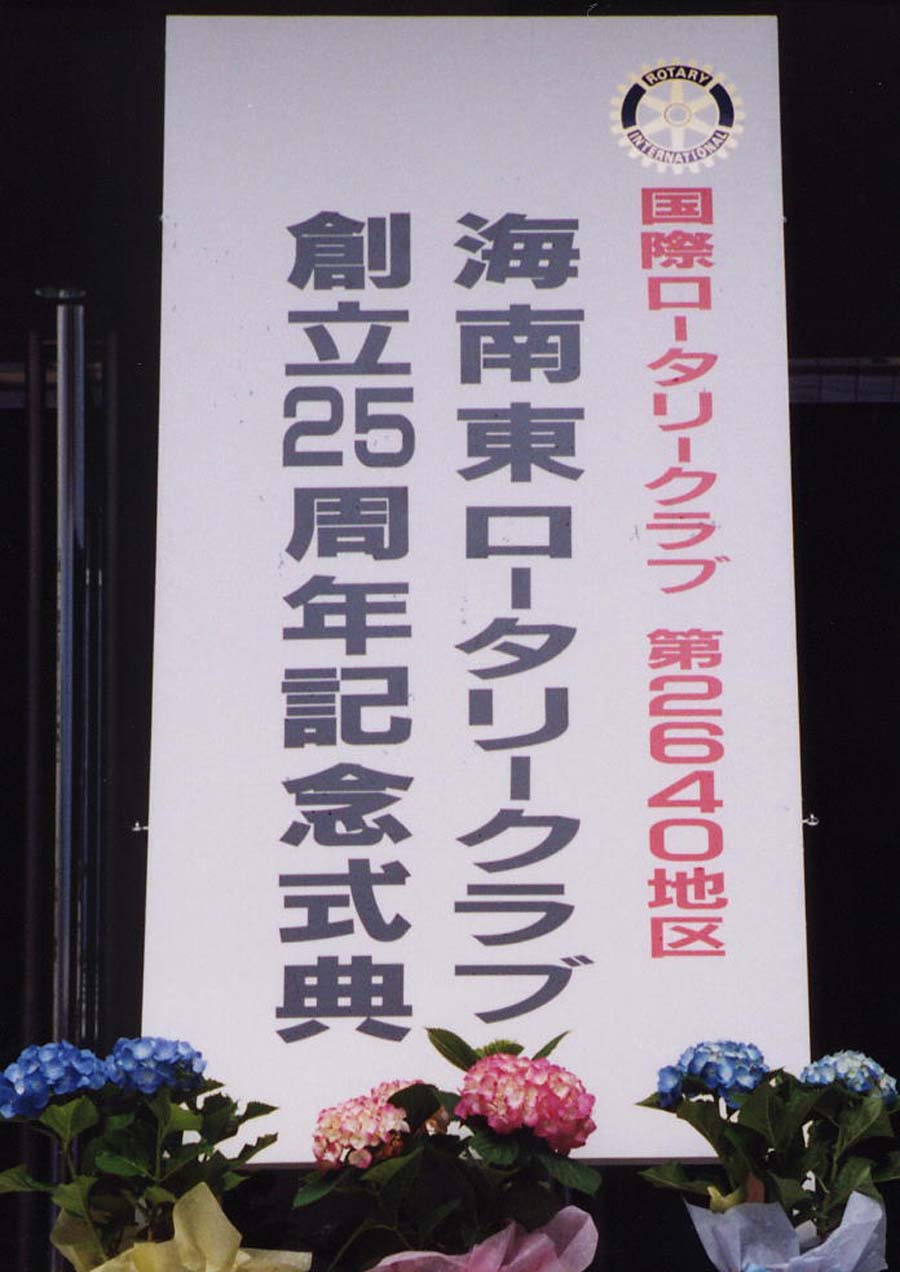 ROTARY
INTERNATIONAL
国際ロータリークラブ 第2640地区
海南東ロータリークラブ
創立25周年記念式典